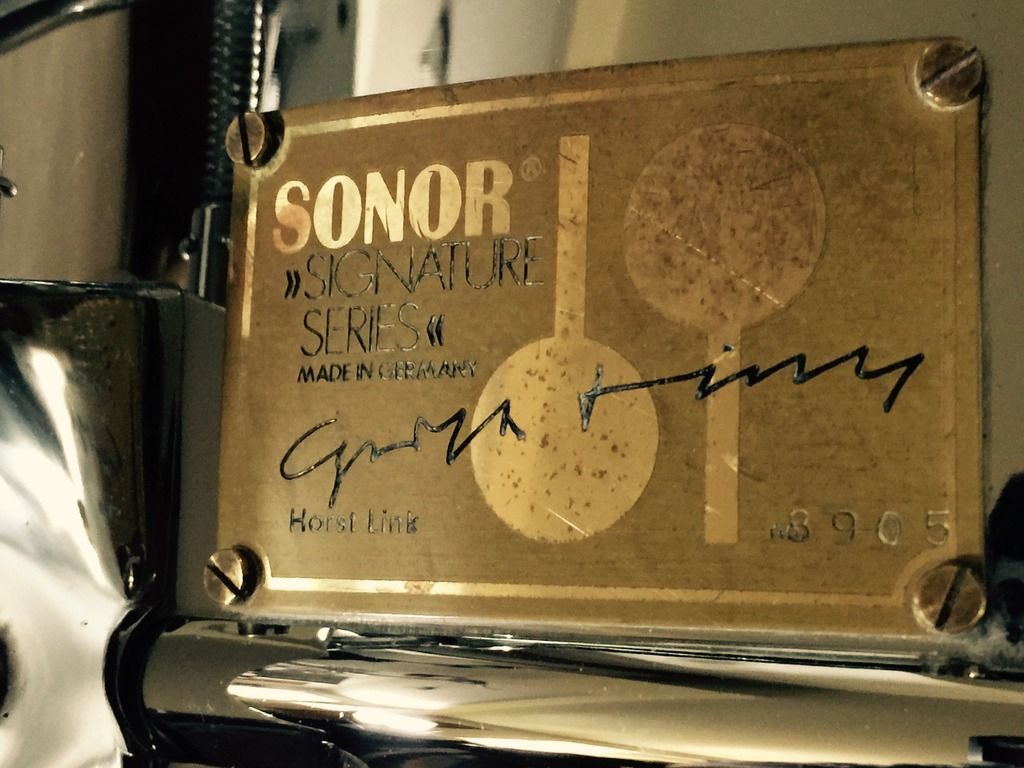 SONOR®
»SIGNATURE
SERIES«
MADE IN GERMANY
Horst Link
8905